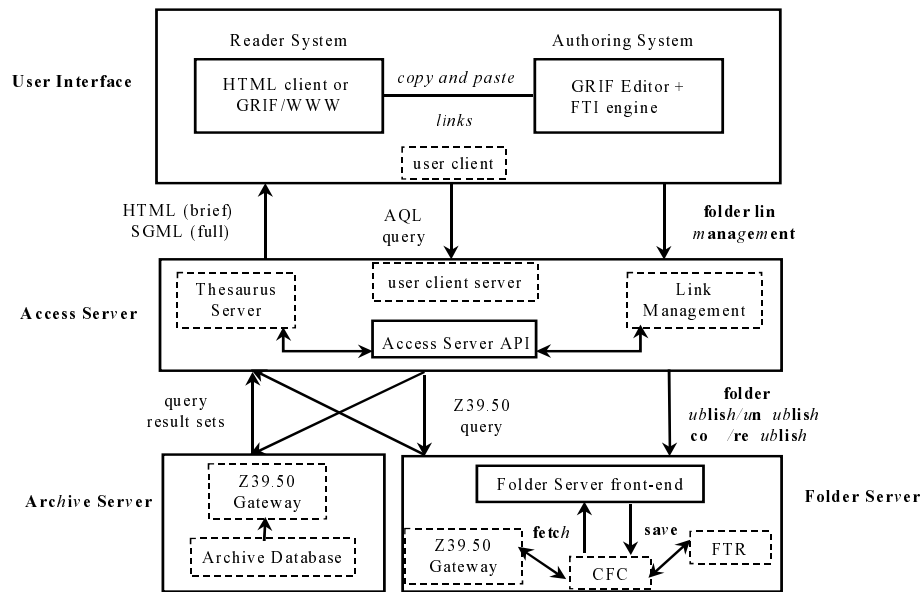 Reader System
Authoring System
User Interface
HTML client or
GRIF/WWW
copy and paste
links
GRIF Editor +
FTI engine
user client
HTML (brief)
SGML (full)
AQL
query
folder lin
management
Access Server
Thesaurus
Server
user client server
Link
Management
Access Server API
query
result sets
Z39.50
query
folder
ublish/un ublish
co /re ublish
Archive Server
Z39.50
Gateway
Archive Database
Folder Server
Folder Server front-end
fetch
save
Z39.50
Gateway
CFC
FTR